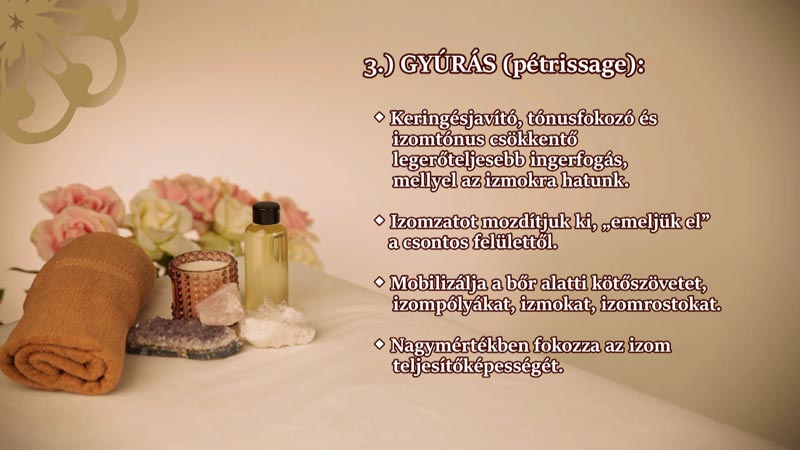 3.) GYÚRÁS (pétrissage):
◆ Keringésjavító, tónusfokozó és
izomtónus csökkentő
legerőteljesebb ingerfogás,
mellyel az izmokra hatunk.
◆ Izomzatot mozdítjuk ki, „emeljük el”
a csontos felülettől.
◆ Mobilizálja a bőr alatti kötőszövetet,
izompólyákat, izmokat, izomrostokat.
◆ Nagymértékben fokozza az izom
teljesítőképességét.